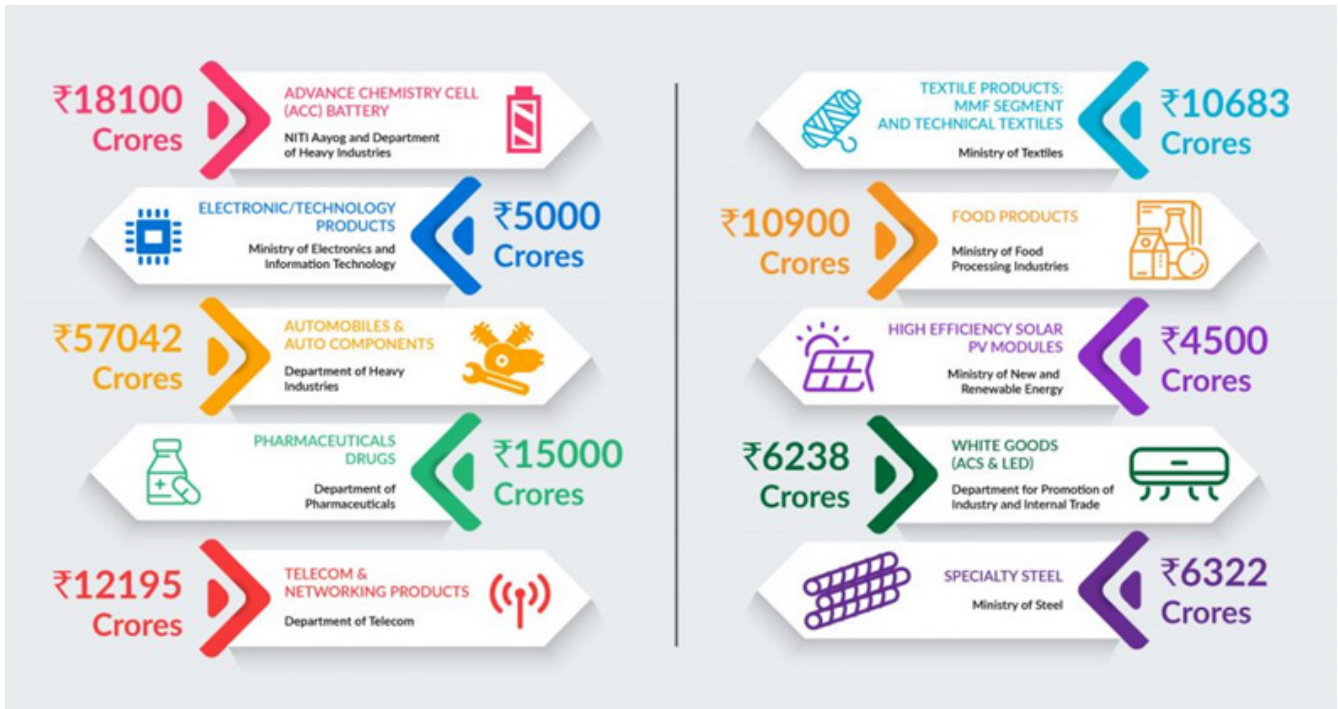 ₹18100
Crores
ADVANCE CHEMISTRY CELL
(ACC) BATTERY
NITI Aayog and Department
of Heavy Industries
ELECTRONIC/TECHNOLOGY
PRODUCTS
Ministry of Electronics and
Information Technology
₹5000
Crores
₹57042
Crores
AUTOMOBILES &
AUTO COMPONENTS
Department of Heavy
Industries
PHARMACEUTICALS
DRUGS
Department of
Pharmaceuticals
₹15000
Crores
₹12195
Crores
TELECOM &
NETWORKING PRODUCTS
Department of Telecom
TEXTILE PRODUCTS:
MMF SEGMENT
AND TECHNICAL TEXTILES
Ministry of Textiles
₹10683
Crores
₹10900
Crores
FOOD PRODUCTS
Ministry of Food
Processing Industries
HIGH EFFICIENCY SOLAR
PV MODULES
Ministry of New and
Renewable Energy
₹4500
Crores
₹6238
Crores
WHITE GOODS
(ACS & LED)
Department for Promotion of
Industry and Internal Trade
SPECIALTY STEEL
Ministry of Steel
₹6322
Crores